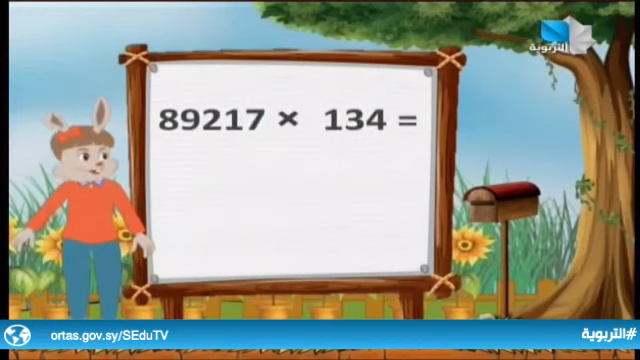 التربوية
89217 × 134 =
ortas.gov.sy/SEduTV
#التربوية